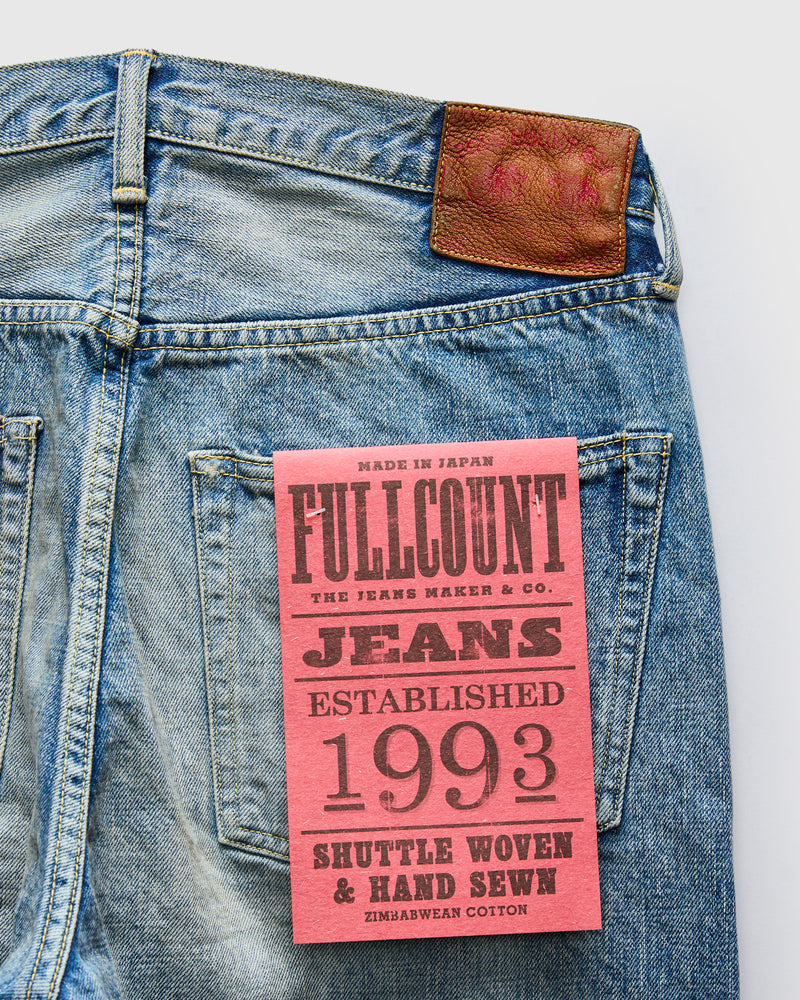 MADE IN JAPAN
FULLCOUNT
THE JEANS MAKER & CO.
JEANS
ESTABLISHED
1993
SHUTTLE WOVEN
& HAND SEWN
ZIMBABWEAN COTTON